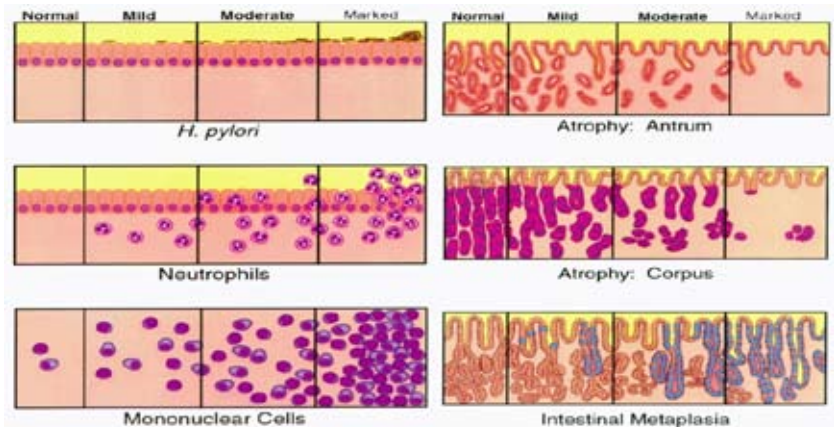 Normal Mild Moderate Marked
H. pylori
Neutrophils
Mononuclear Cells
Normal Mild Moderate Marked
Atrophy: Antrum
Atrophy: Corpus
Intestinal Metaplasia